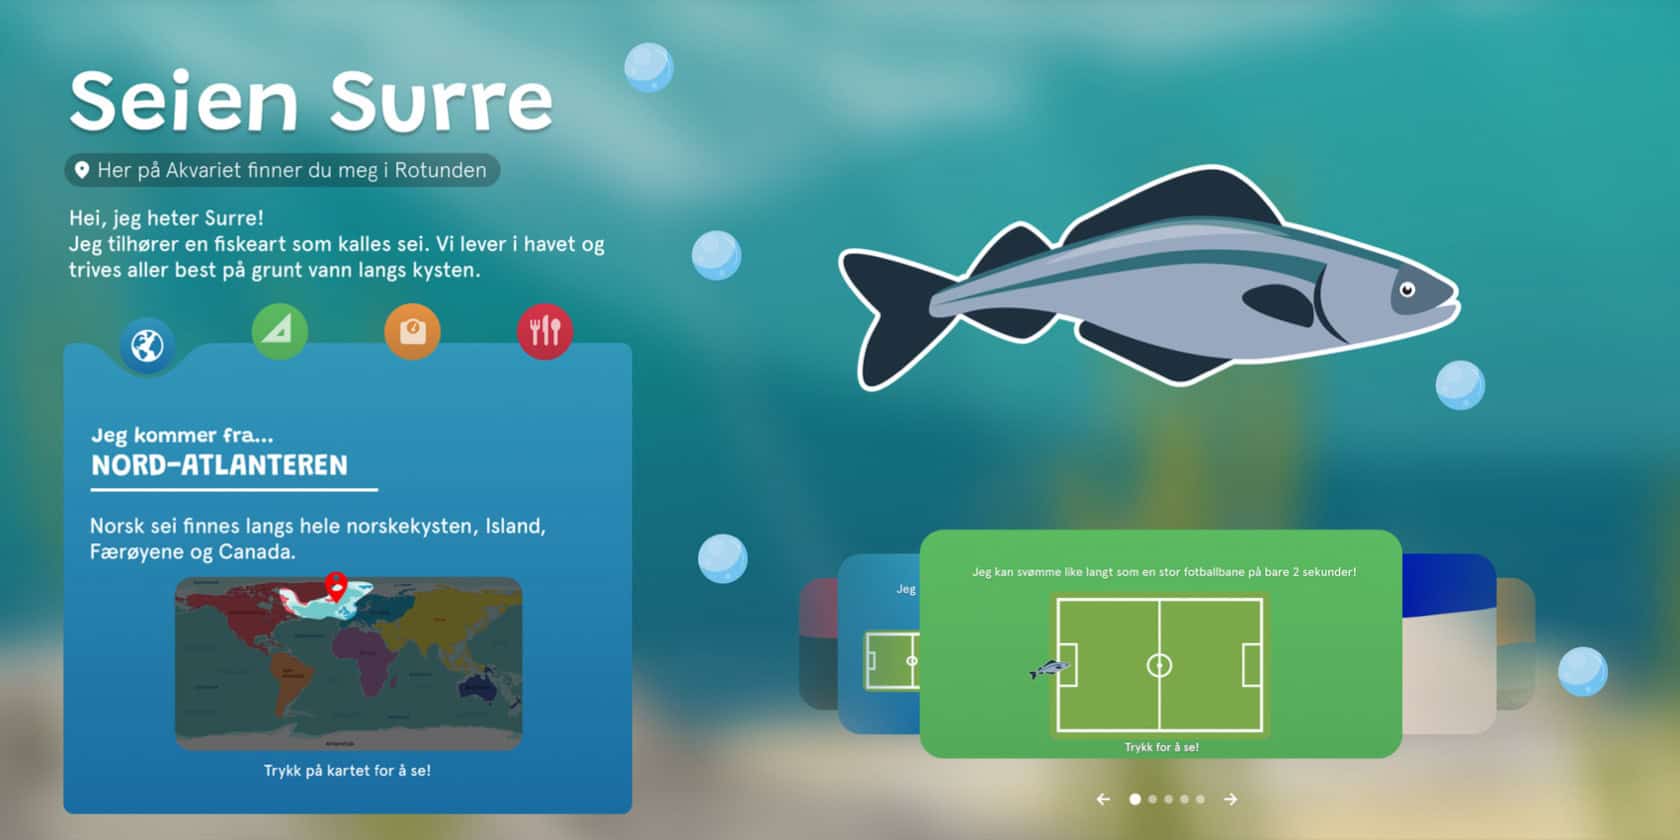 Seien Surre
Her på Akvariet finner du meg i Rotunden
Hei, jeg heter Surre!
Jeg tilhører en fiskeart som kalles sei. Vi lever i havet og
trives aller best på grunt vann langs kysten.
Jeg kommer fra...
NORD-ATLANTEREN
Norsk sei finnes langs hele norskekysten, Island,
Færøyene og Canada.
Trykk på kartet for å se!
Jeg
Jeg kan svømme like langt som en stor fotballbane på bare 2 sekunder!
Trykk for å se!